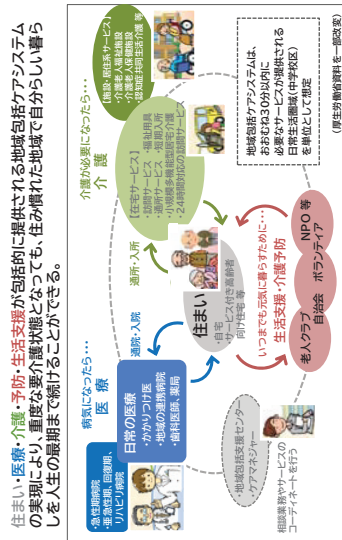 住まい・医療・介護・予防・生活支援が包括的に提供される地域包括ケアシステム
の実現により、重度な要介護状態となっても、住み慣れた地域で自分らしい暮ら
しを人生の最期まで続けることができる。
病気になったら・・・
医 療
・急性期病院
・亜急性期、回復期、
リハビリ病院
日常の医療
・かかりつけ医
・地域の連携病院
・歯科医師、薬局
通院・入院
介護が必要になったら・・・
介 護
通所・入所
【在宅サービス】
・訪問サービス ・福祉用具
・通所サービス ・短期入所
・小規模多機能型居宅介護
・２４時間対応の訪問サービス
【施設・居住系サービス】
・介護老人福祉施設
・介護老人保健施設
・認知症共同生活介護 等
住まい
・自宅
・サービス付き高齢者
向け住宅 等
いつまでも元気に暮らすために・・・
生活支援・介護予防
老人クラブ
自治会
ボランティア
NPO 等
・地域包括支援センター
・ケアマネジャー
相談業務やサービスの
コーディネートを行う
地域包括ケアシステムは、
おおむね３０分以内に
必要なサービスが提供される
日常生活圏域(中学校区)
を単位として想定
(厚生労働省資料を一部改変)